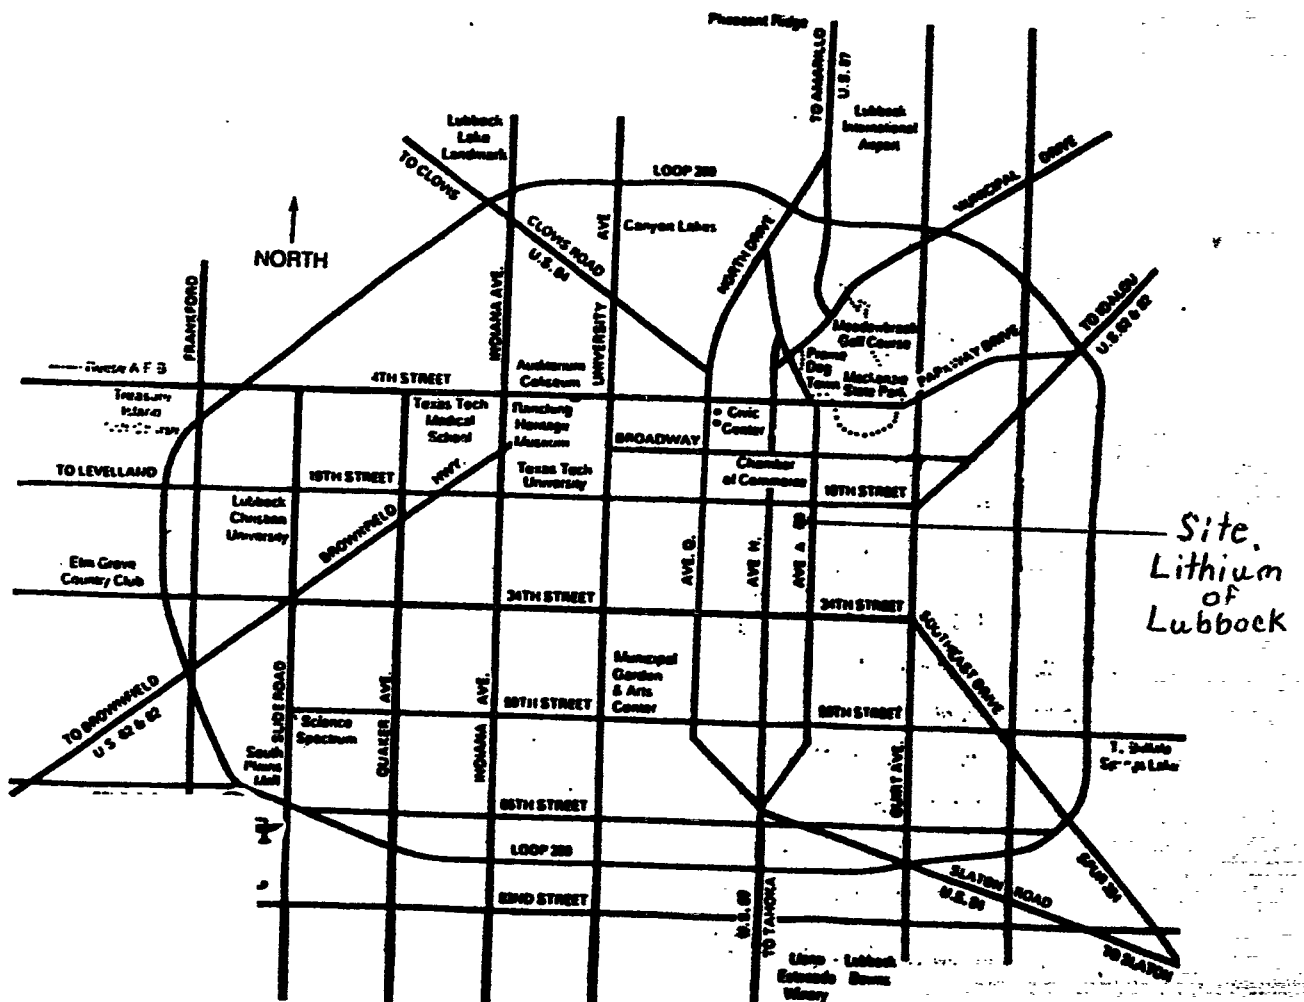 Pheasant Ridge
TO AMARILLO
U.S. 87
Lubbock
International
Airport
Lubbock
Lake
Landmark
TO CLOVIS
LOOP 289
MUNICIPAL DRIVE
NORTH
CLOVIS ROAD
U.S. 84
AVE
UNIVERSITY
Canyon Lakes
NORTH DRIVE
FRANKFORD
INDIANA AVE.
TO IDALOU
U.S. 62 & 82
Meadowbrook
Golf Course
Prairie
Dog
Town
Mackenzie
State Park
PARKWAY DRIVE
Reese A F B
Treasure
Island
4TH STREET
Auditorium
Coliseum
Texas Tech
Medical
School
Ranching
Heritage
Museum
Civic
Center
BROADWAY
TO LEVELLAND
19TH STREET
HWY.
BROWNFIELD
Texas Tech
University
Chamber
of Commerce
19TH STREET
Lubbock
Christian
University
Elm Grove
Country Club
AVE. Q.
AVE H.
AVE A
Site.
Lithium
of
Lubbock
34TH STREET
34TH STREET
SOUTHEAST DRIVE
Municipal
Garden
& Arts
Center
TO BROWNFIELD
U S 62 & 82
SLIDE ROAD
QUAKER AVE.
INDIANA AVE.
50TH STREET
50TH STREET
Science
Spectrum
South
Plains
Mall
QUIRT AVE.
Springs Lake
66TH STREET
LOOP 289
82ND STREET
TO TAHOKA
SLATON ROAD
U.S. 84
SPUR 331
TO SLATON
Llano
Estacado
Winery
Lubbock
Downs